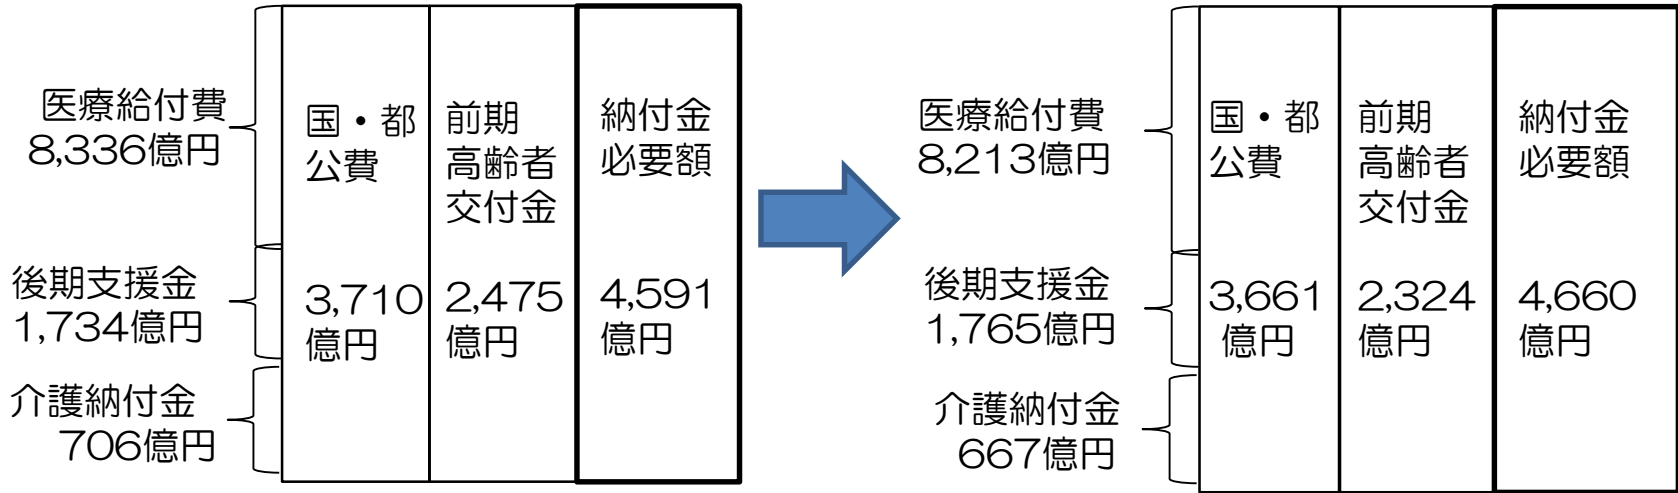 医療給付費
8,336億円
後期支援金
1,734億円
介護納付金
706億円
国・都
公費
3,710
億円
前期
高齢者
交付金
2,475
億円
納付金
必要額
4,591
億円
医療給付費
8,213億円
後期支援金
1,765億円
介護納付金
667億円
国・都
公費
3,661
億円
前期
高齢者
交付金
2,324
億円
納付金
必要額
4,660
億円